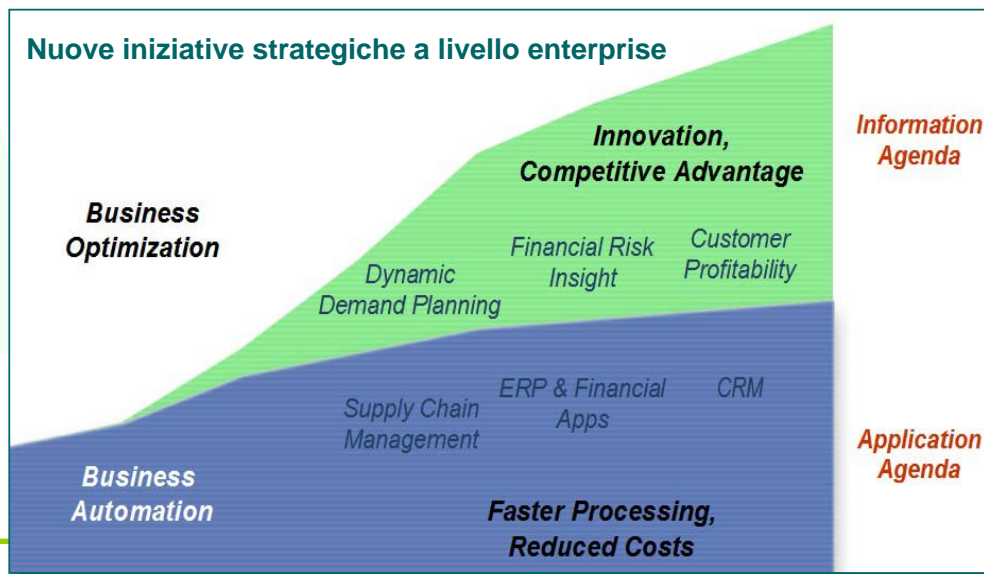 Nuove iniziative strategiche a livello enterprise
Innovation,
Competitive Advantage
Information
Agenda
Business
Optimization
Dynamic
Demand Planning
Financial Risk
Insight
Customer
Profitability
Supply Chain
Management
ERP & Financial
Apps
CRM
Application
Agenda
Business
Automation
Faster Processing,
Reduced Costs